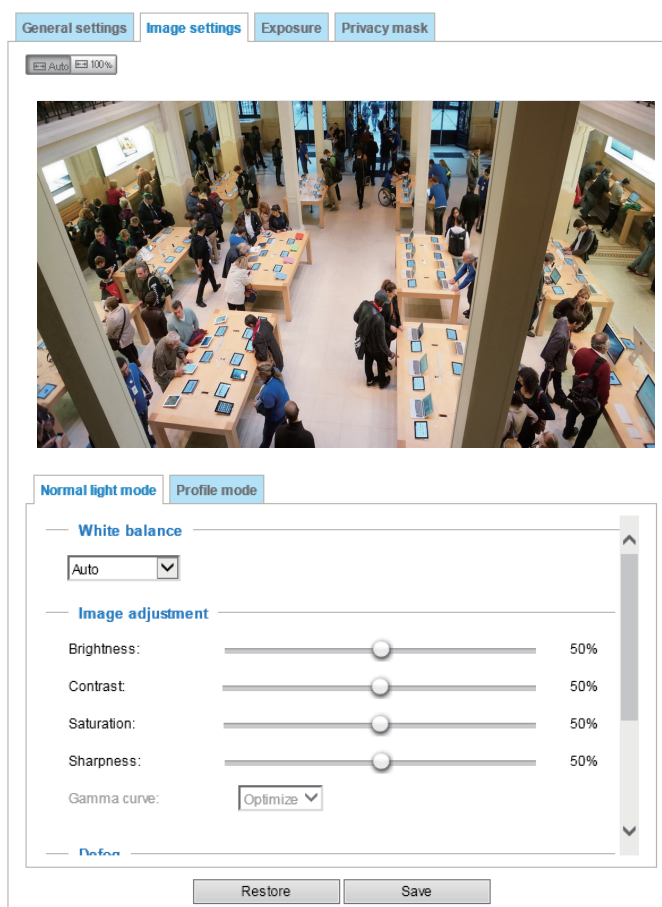 General settings Image settings Exposure Privacy mask
Auto 100%
Normal light mode Profile mode
White balance
Auto
Image adjustment
Brightness: 50%
Contrast: 50%
Saturation: 50%
Sharpness: 50%
Gamma curve: Optimize
Defog
Restore Save